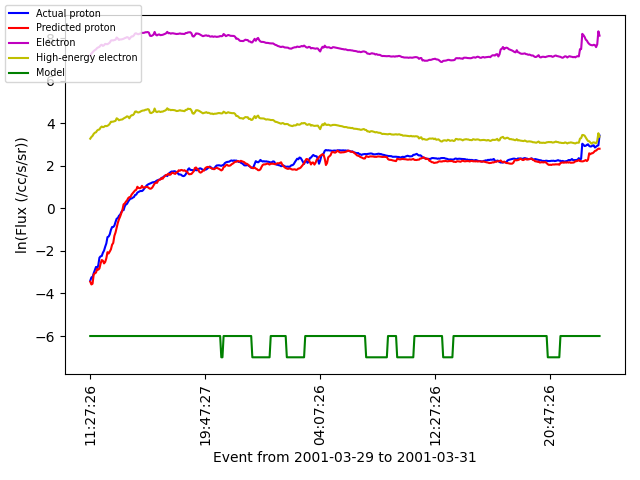 Actual proton
Predicted proton
Electron
High-energy electron
Model
8
6
4
2
0
−2
−4
−6
ln(Flux (/cc/s/sr))
11:27:26
19:47:27
04:07:26
12:27:26
20:47:26
Event from 2001-03-29 to 2001-03-31